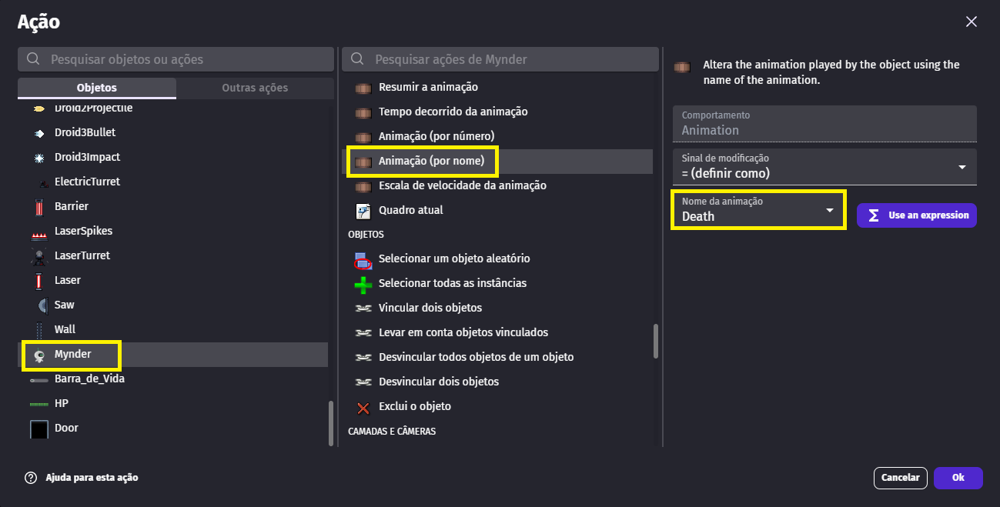 Ação
Pesquisar objetos ou ações
Objetos
Outras ações
Droid2Projectile
Droid3Bullet
Droid3Impact
ElectricTurret
Barrier
LaserSpikes
LaserTurret
Laser
Saw
Wall
Mynder
Barra_de_Vida
HP
Door
Pesquisar ações de Mynder
Resumir a animação
Tempo decorrido da animação
Animação (por número)
Animação (por nome)
Escala de velocidade da animação
Quadro atual
OBJETOS
Selecionar um objeto aleatório
Selecionar todas as instâncias
Vincular dois objetos
Levar em conta objetos vinculados
Desvincular todos objetos de um objeto
Desvincular dois objetos
Exclui o objeto
CAMADAS E CÂMERAS
Altera the animation played by the object using the
name of the animation.
Comportamento
Animation
Sinal de modificação
= (definir como)
Nome da animação
Death
Use an expression
Ajuda para esta ação
Cancelar
Ok